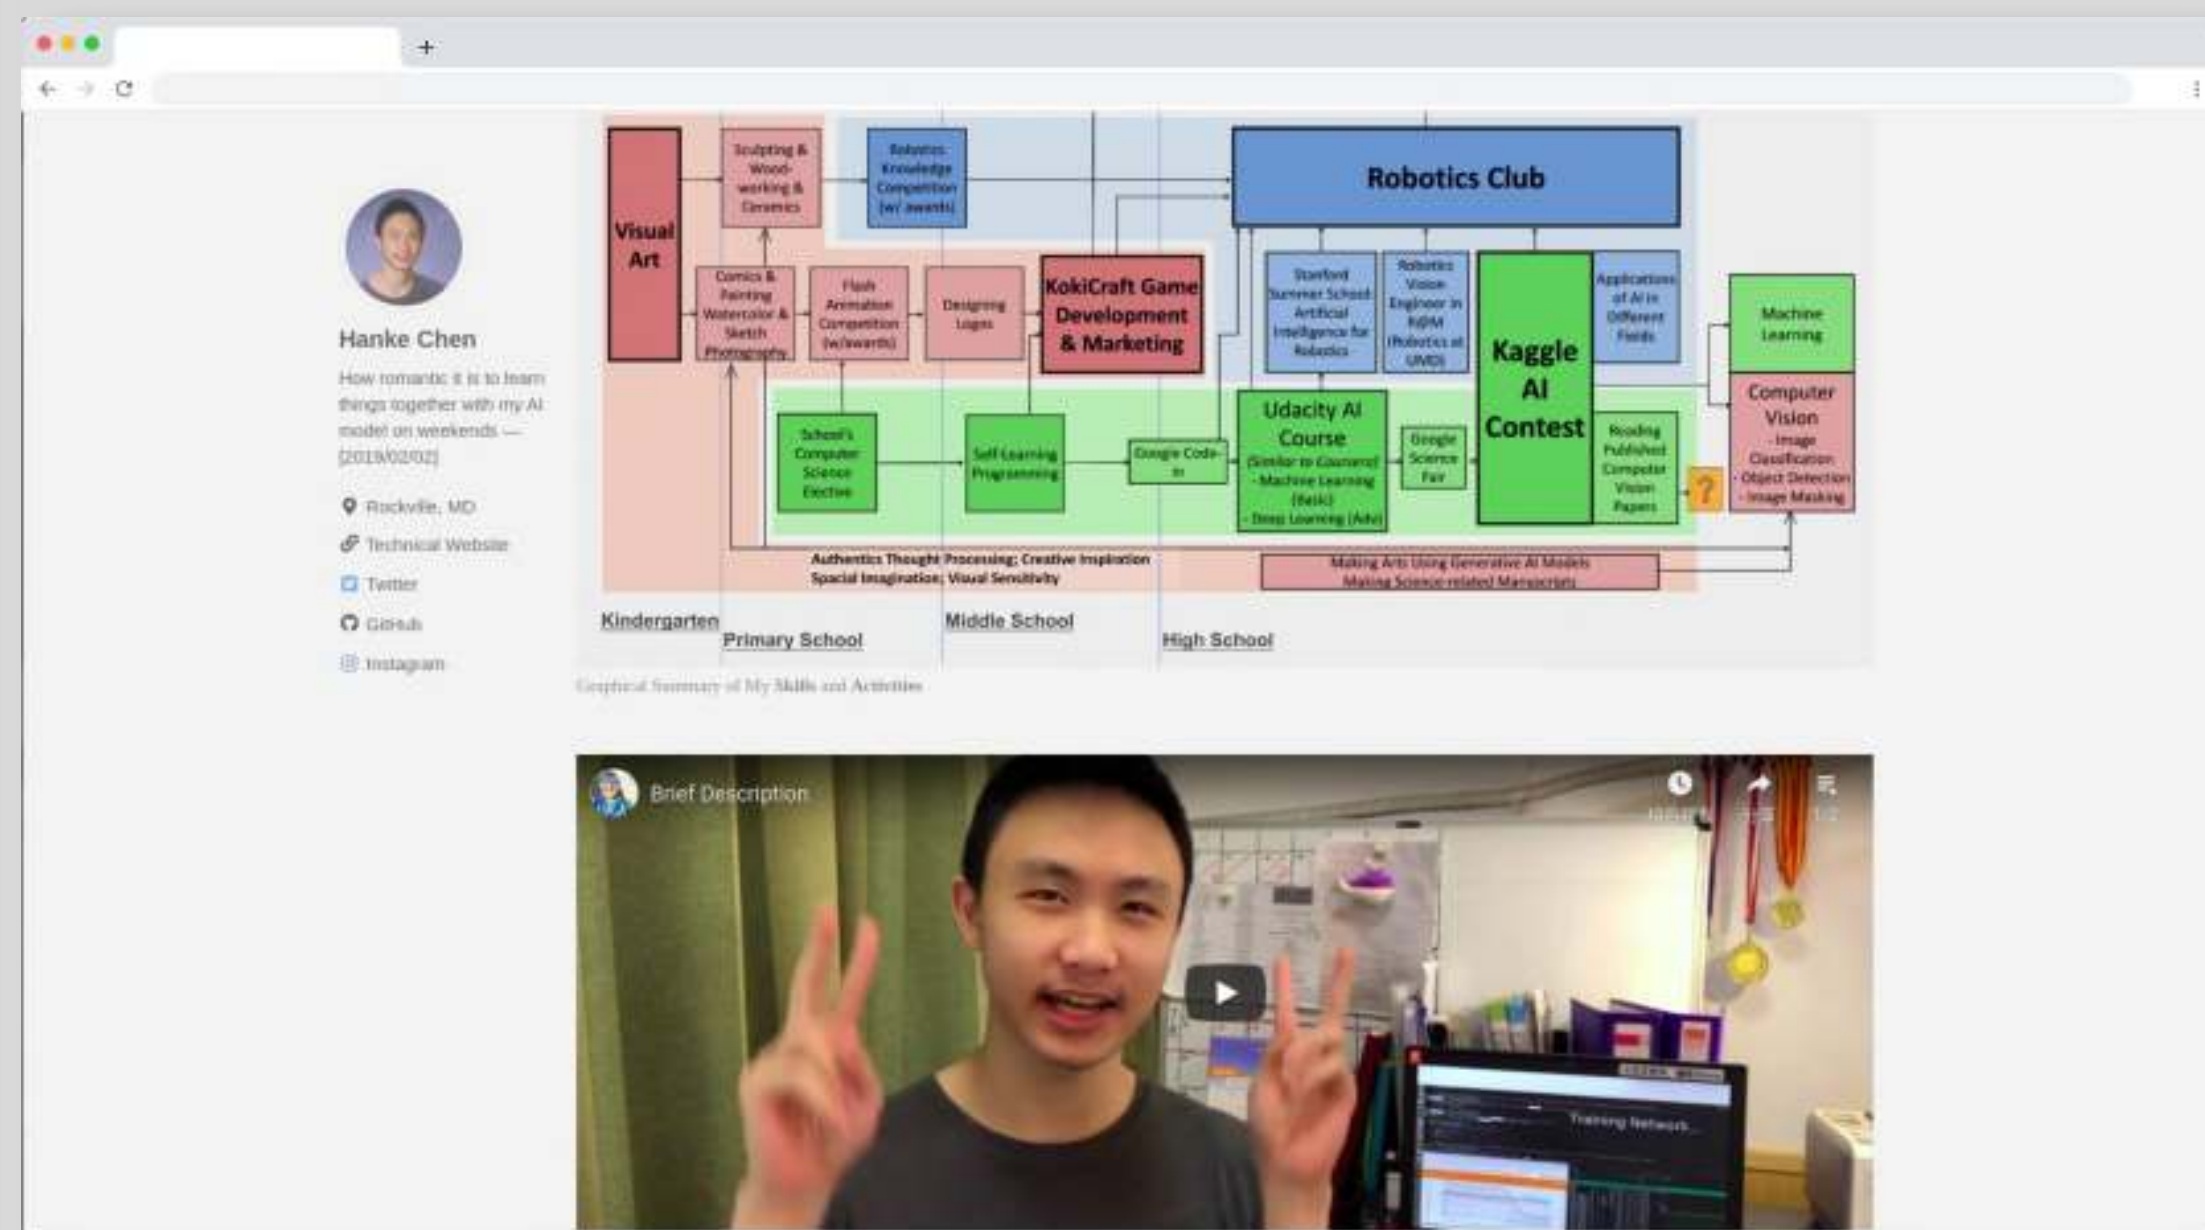 Hanke Chen
How romantic it is to learn
things together with my AI
model on weekends —
[2019/02/02]
Rockville, MD
Technical Website
Twitter
GitHub
Instagram
Visual
Art
Sculpting &
Wood-
working &
Ceramics
Robotics
Knowledge
Competition
(w/ awards)
Robotics Club
Comics &
Painting
Watercolor &
Sketch
Photography
Flash
Animation
Competition
(w/awards)
Designing
Logos
KokiCraft Game
Development
& Marketing
Stanford
Summer School
Artificial
Intelligence for
Robotics
Robotics
Vision
Engineer in
R@M
(Robotics at
UMD)
Kaggle
AI
Contest
Applications
of AI in
Different
Fields
Machine
Learning
Computer
Vision
- Image
Classification
- Object Detection
- Image Masking
School's
Computer
Science
Elective
Self-Learning
Programming
Google Code-
in
Udacity AI
Course
(Similar to Coursera)
- Machine Learning
(Basic)
- Deep Learning (Adv)
Google
Science
Fair
Reading
Published
Computer
Vision
Papers
?
Authentics Thought Processing; Creative Inspiration
Spacial Imagination; Visual Sensitivity
Making Arts Using Generative AI Models
Making Science-related Manuscripts
Kindergarten
Primary School
Middle School
High School
Graphical Summary of My Skills and Activities
Brief Description
1/2
Training Network...